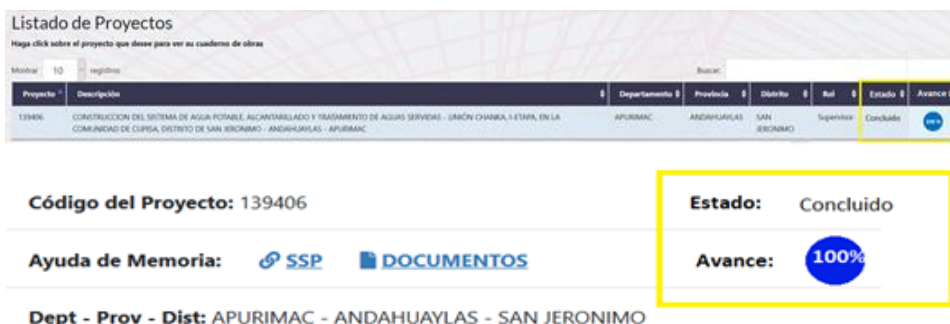 Listado de Proyectos
Haga click sobre el proyecto que desee para ver su cuaderno de obras
Mostrar 10 registros Buscar:
Proyecto Descripción Departamento Provincia Distrito Rol Estado Avance
139406 CONSTRUCCION DEL SISTEMA DE AGUA POTABLE, ALCANTARILLADO Y TRATAMIENTO DE AGUAS SERVIDAS - UNIÓN CHANKA, I-ETAPA, EN LA APURIMAC ANDAHUAYLAS SAN Supervisor Concluido 100%
COMUNIDAD DE CUPISA, DISTRITO DE SAN JERONIMO - ANDAHUAYLAS - APURIMAC JERONIMO
Código del Proyecto: 139406 Estado: Concluido
Ayuda de Memoria: SSP DOCUMENTOS Avance: 100%
Dept - Prov - Dist: APURIMAC - ANDAHUAYLAS - SAN JERONIMO